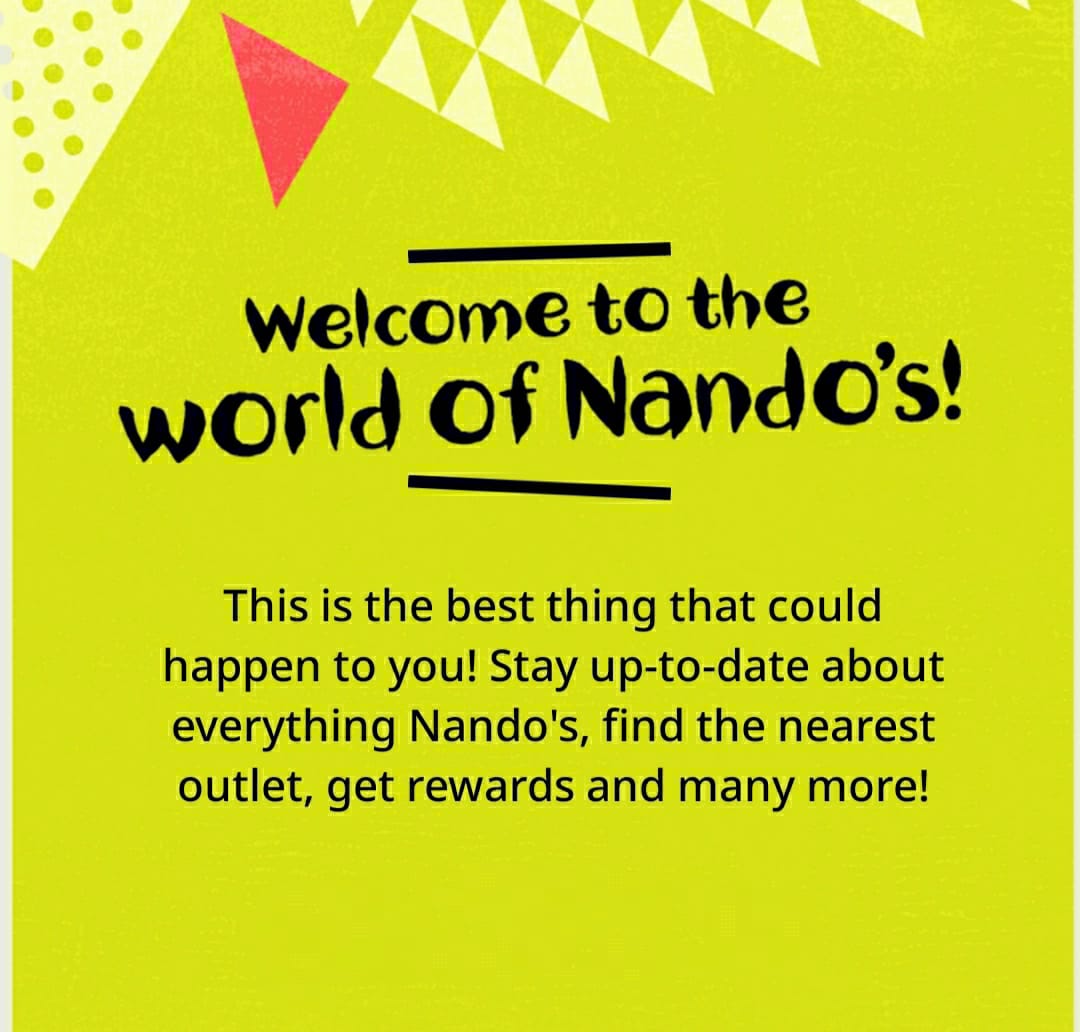 Welcome to the
world of Nando's!
This is the best thing that could
happen to you! Stay up-to-date about
everything Nando's, find the nearest
outlet, get rewards and many more!